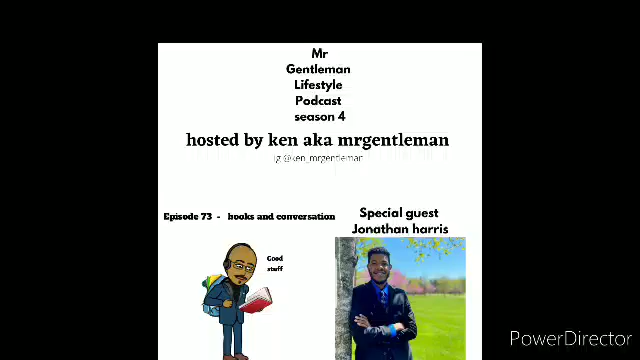 Mr
Gentleman
Lifestyle
Podcast
season 4
hosted by ken aka mrgentleman
ig @ken_mrgentleman
Episode 73 - books and conversation
Special guest
Jonathan harris
Good
stuff
PowerDirector